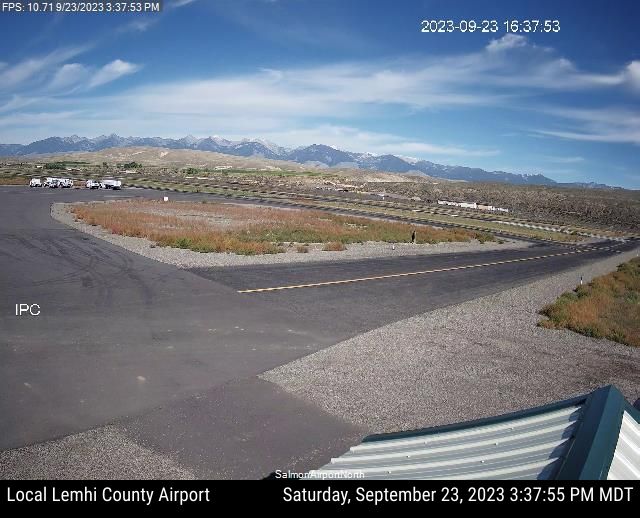 FPS: 10.71 9/23/2023 3:37:53 PM
2023-09-23 16:37:53
IPC
SalmonAirportNorth
Local Lemhi County Airport Saturday, September 23, 2023 3:37:55 PM MDT